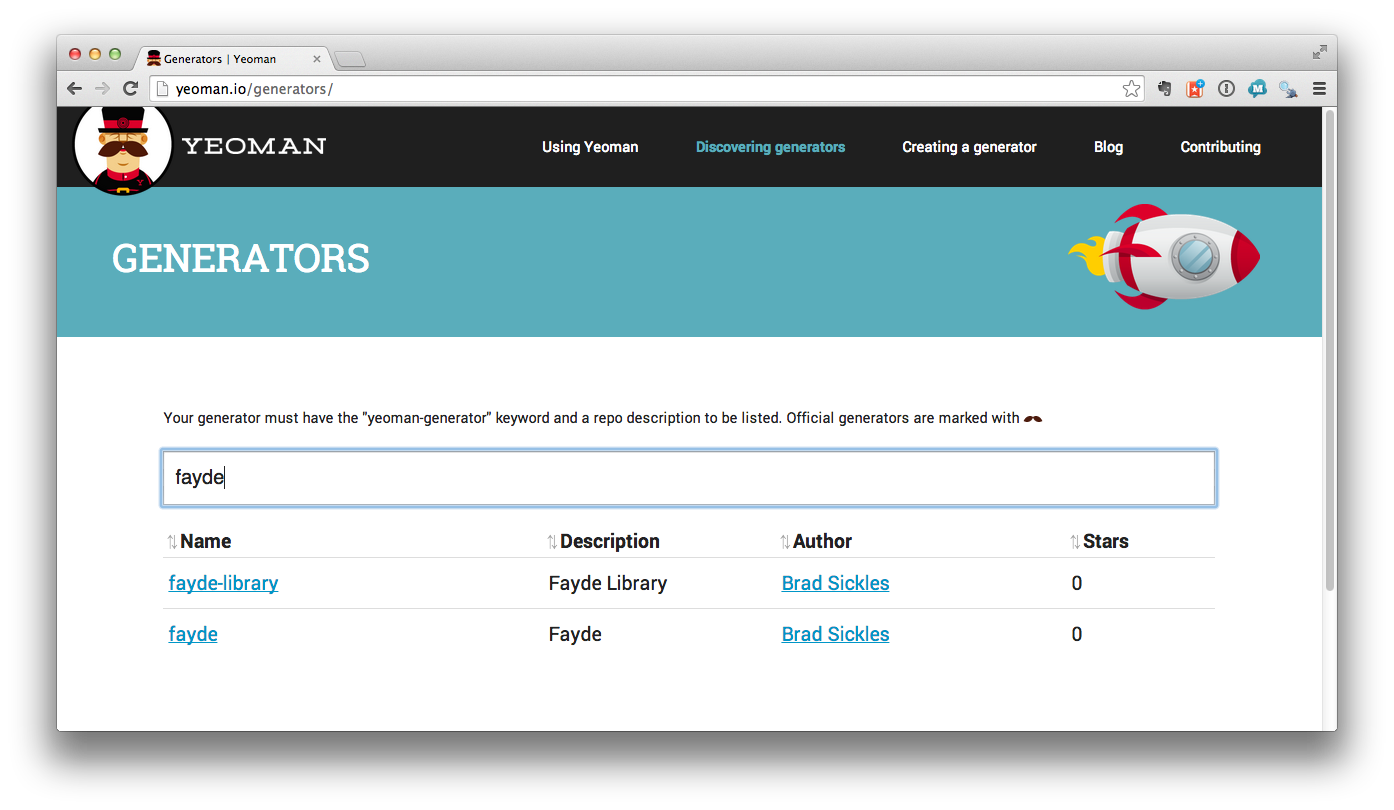 Generators | Yeoman
yeoman.io/generators/
YEOMAN
Using Yeoman
Discovering generators
Creating a generator
Blog
Contributing
GENERATORS
Your generator must have the "yeoman-generator" keyword and a repo description to be listed. Official generators are marked with
fayde
Name Description Author Stars
fayde-library Fayde Library Brad Sickles 0
fayde Fayde Brad Sickles 0